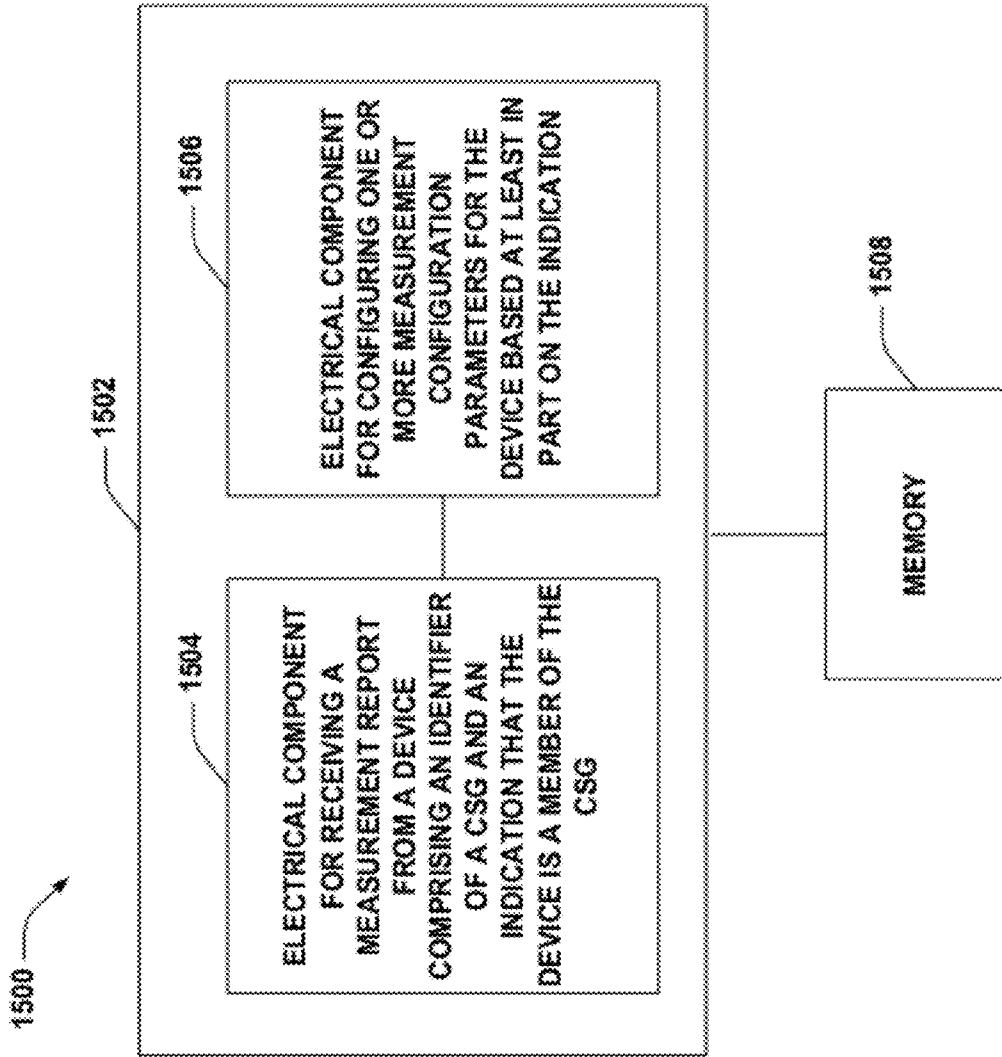 1500
1502
1504
ELECTRICAL COMPONENT
FOR RECEIVING A
MEASUREMENT REPORT
FROM A DEVICE
COMPRISING AN IDENTIFIER
OF A CSG AND AN
INDICATION THAT THE
DEVICE IS A MEMBER OF THE
CSG
1506
ELECTRICAL COMPONENT
FOR CONFIGURING ONE OR
MORE MEASUREMENT
CONFIGURATION
PARAMETERS FOR THE
DEVICE BASED AT LEAST IN
PART ON THE INDICATION
1508
MEMORY